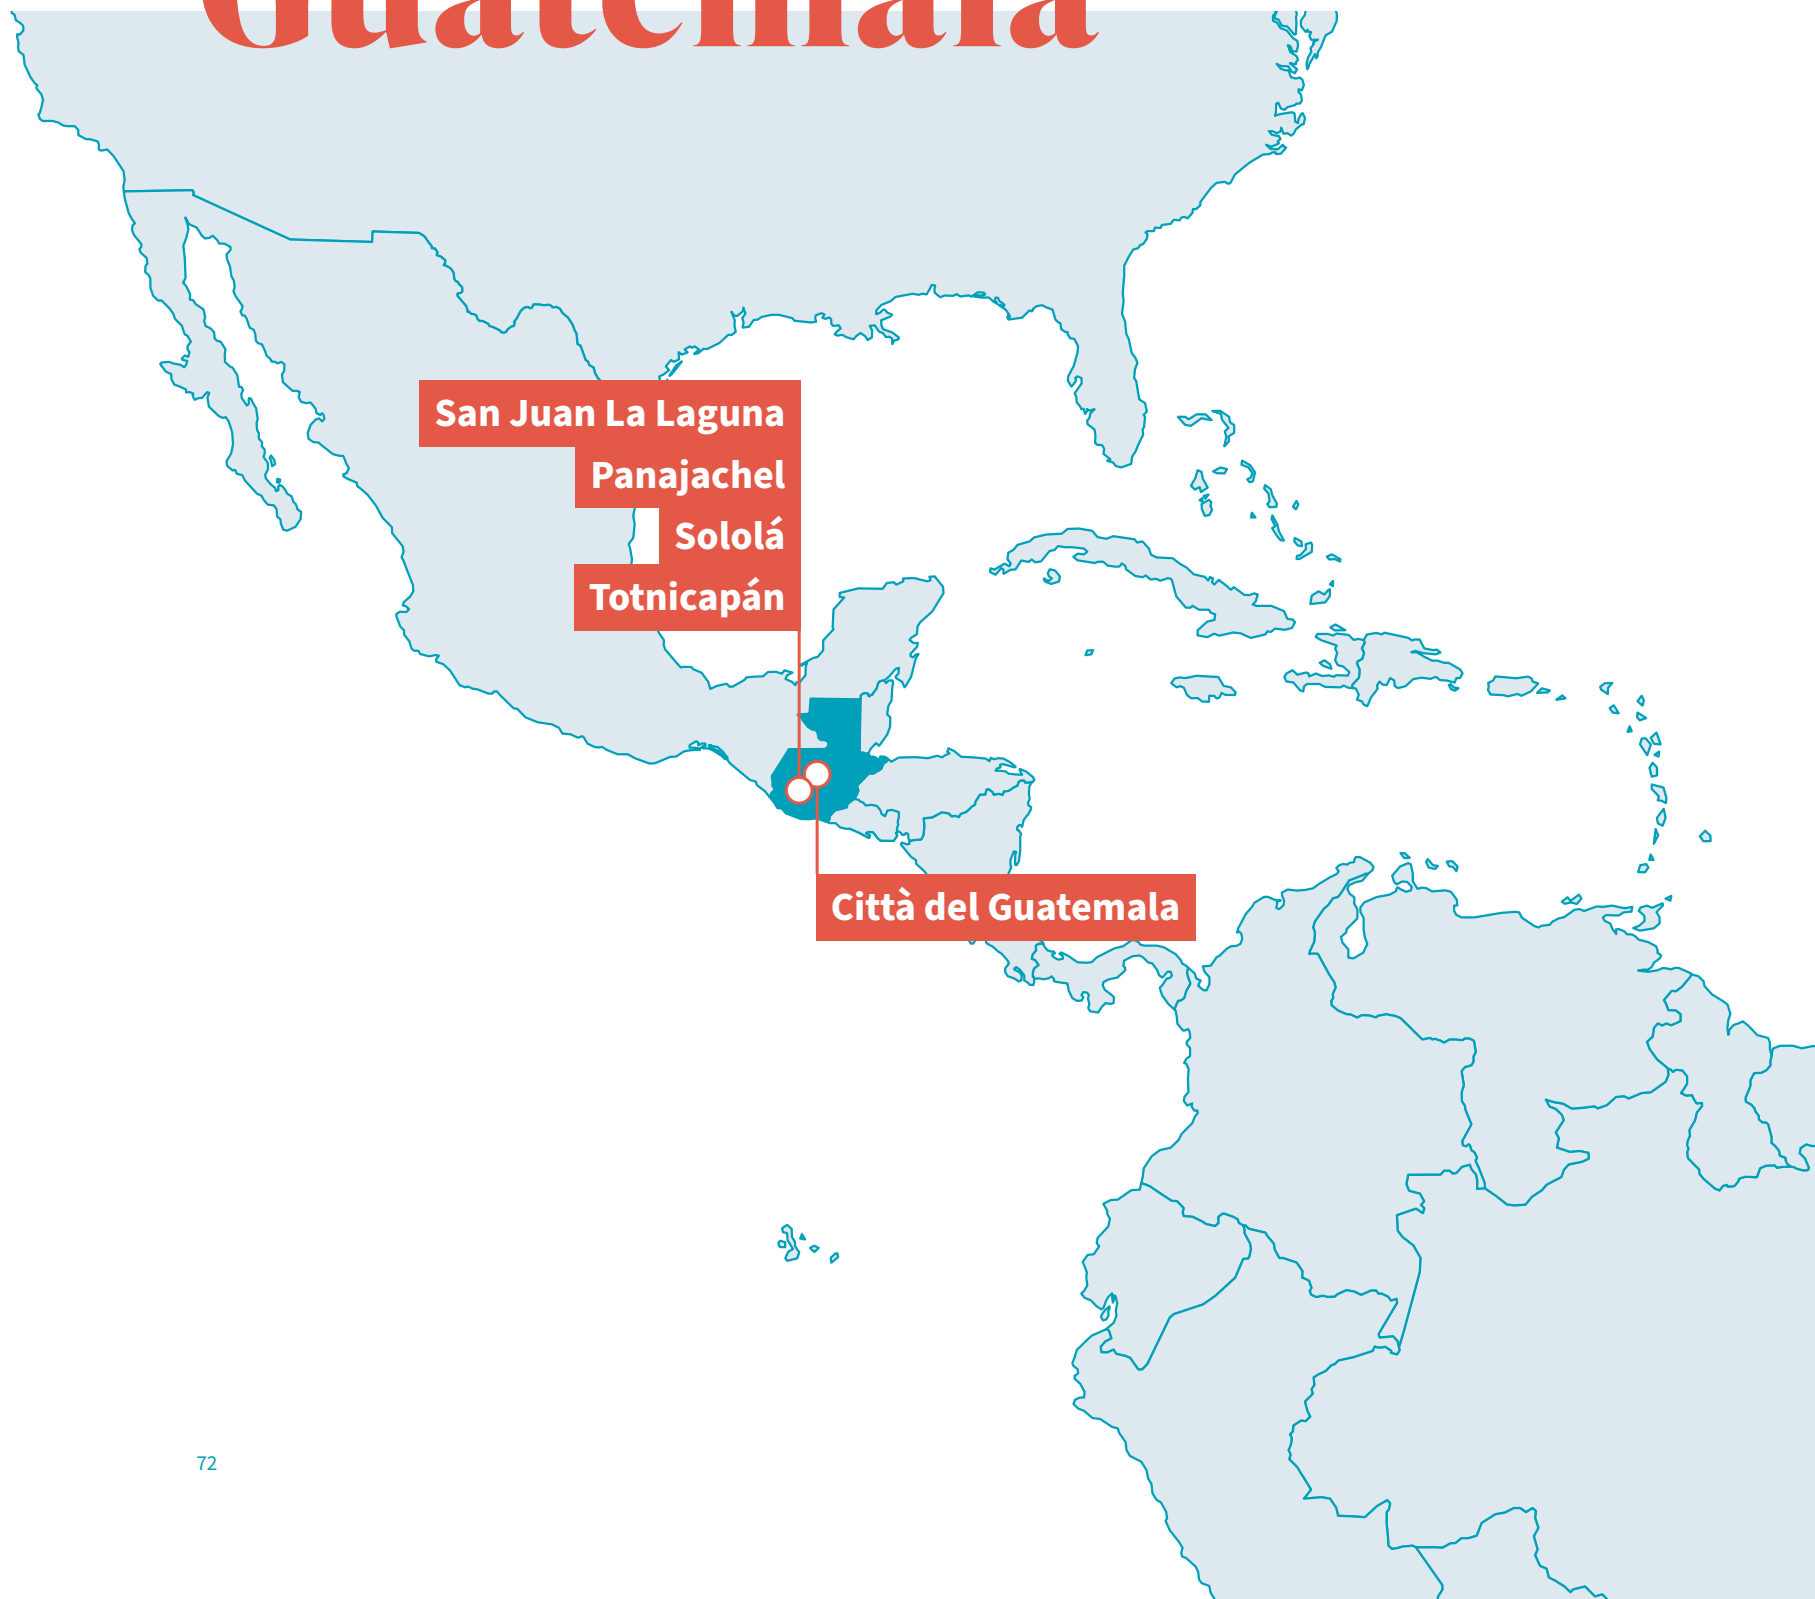 Guatemala
San Juan La Laguna
Panajachel
Sololá
Totnicapán
Città del Guatemala
72